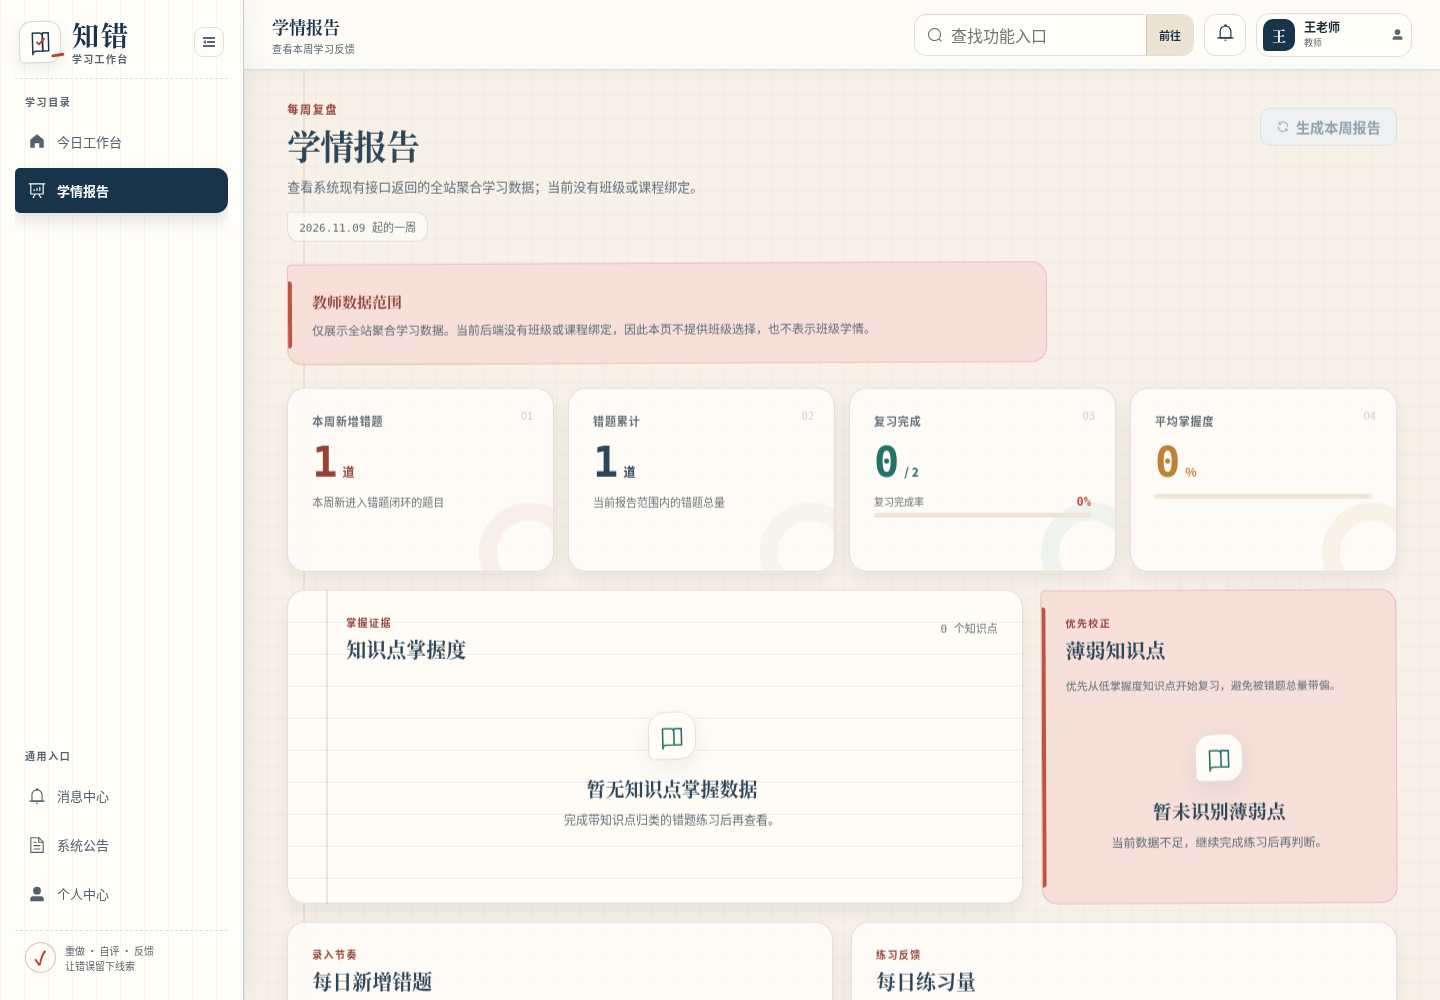 知错
学习工作台
学习目录
今日工作台
学情报告
通用入口
消息中心
系统公告
个人中心
重做 · 自评 · 反馈
让错误留下线索
学情报告
查看本周学习反馈
查找功能入口
前往
王
王老师
教师
每周复盘
学情报告
查看系统现有接口返回的全站聚合学习数据；当前没有班级或课程绑定。
2026.11.09 起的一周
生成本周报告
教师数据范围
仅展示全站聚合学习数据。当前后端没有班级或课程绑定，因此本页不提供班级选择，也不表示班级学情。
本周新增错题
01
1 道
本周新进入错题闭环的题目
错题累计
02
1 道
当前报告范围内的错题总量
复习完成
03
0 / 2
复习完成率
0%
平均掌握度
04
0 %
掌握证据
知识点掌握度
0 个知识点
暂无知识点掌握数据
完成带知识点归类的错题练习后再查看。
优先校正
薄弱知识点
优先从低掌握度知识点开始复习，避免被错题总量带偏。
暂未识别薄弱点
当前数据不足，继续完成练习后再判断。
录入节奏
每日新增错题
练习反馈
每日练习量